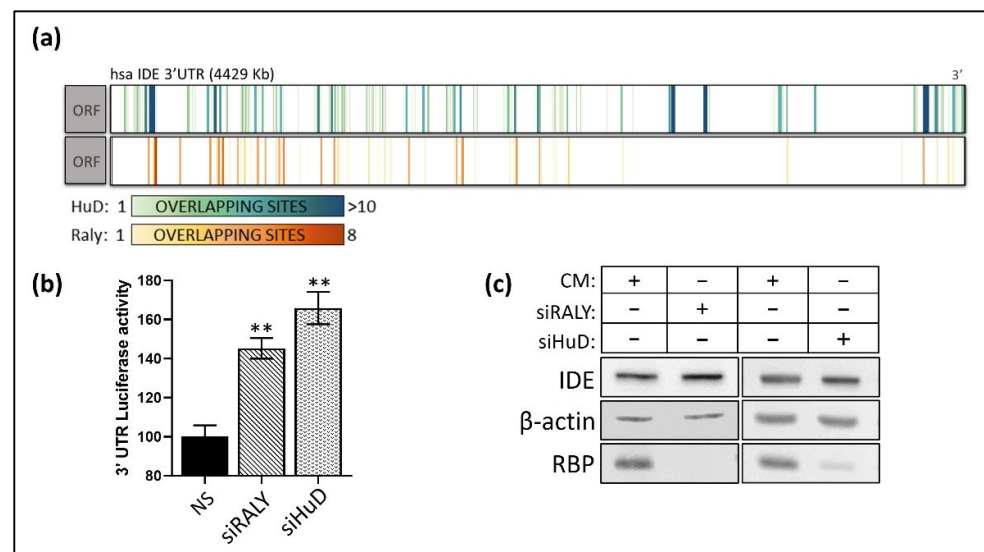 (a)
hsa IDE 3'UTR (4429 Kb) 3'
ORF
ORF
HuD: 1 OVERLAPPING SITES >10
Raly: 1 OVERLAPPING SITES 8
(b)
3' UTR Luciferase activity
180
160
140
120
100
80
**
**
NS
siRALY
siHuD
(c)
CM: + − + −
siRALY: − + − −
siHuD: − − − +
IDE
β-actin
RBP